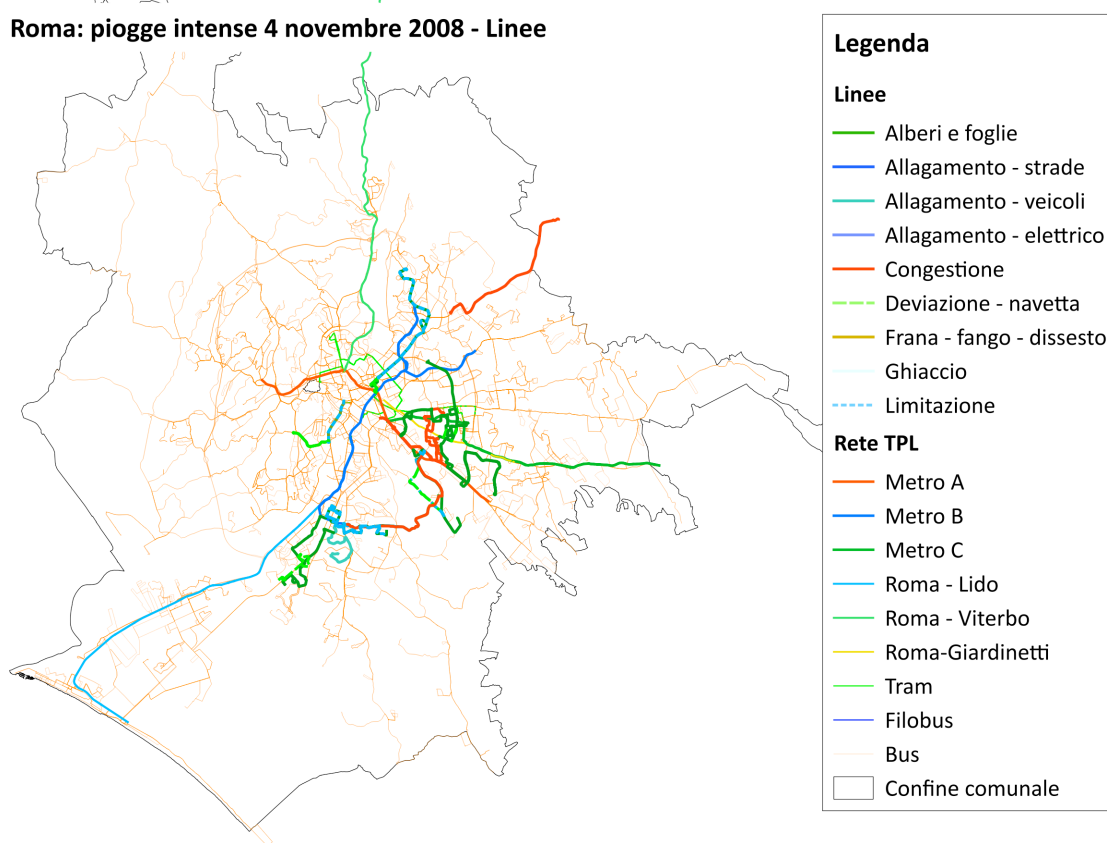 Roma: piogge intense 4 novembre 2008 - Linee
Legenda
Linee
Alberi e foglie
Allagamento - strade
Allagamento - veicoli
Allagamento - elettrico
Congestione
Deviazione - navetta
Frana - fango - dissesto
Ghiaccio
Limitazione
Rete TPL
Metro A
Metro B
Metro C
Roma - Lido
Roma - Viterbo
Roma-Giardinetti
Tram
Filobus
Bus
Confine comunale